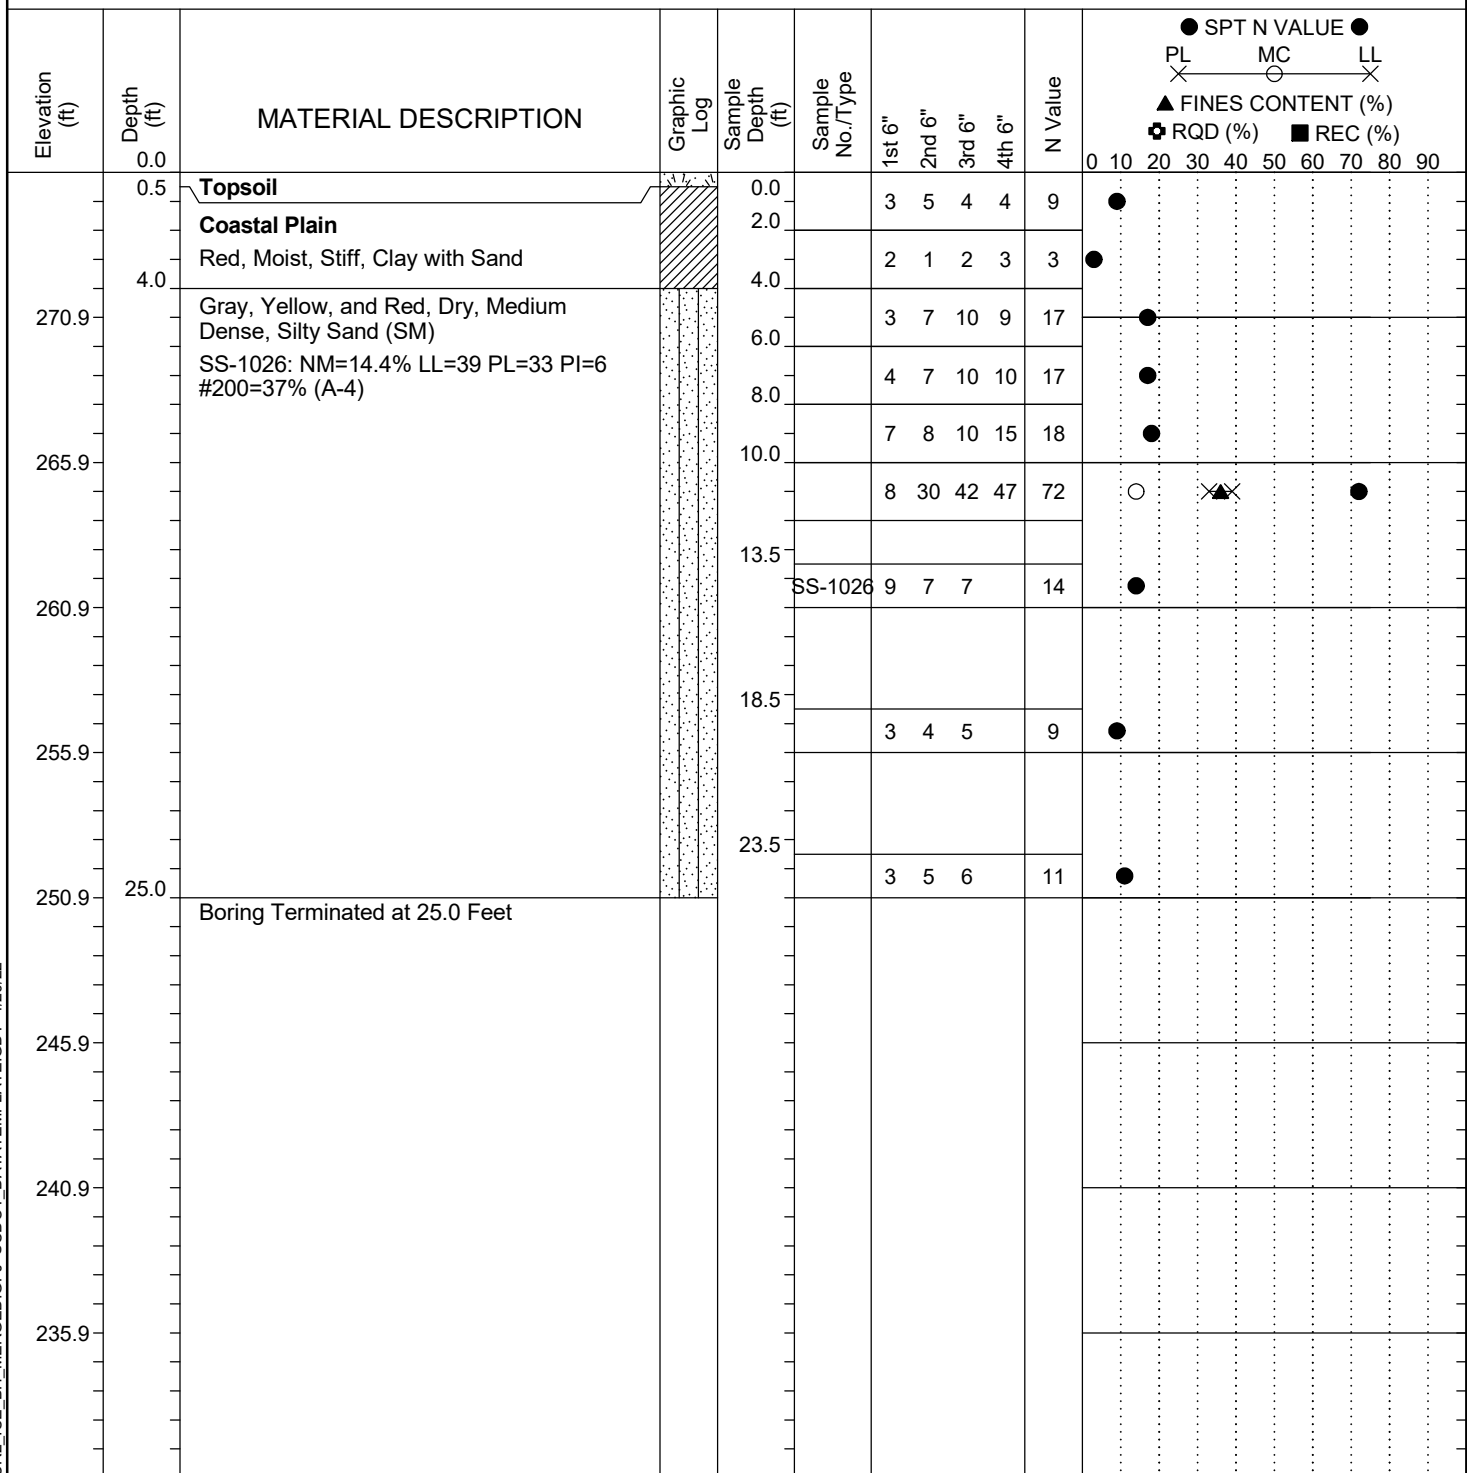 ● SPT N VALUE ●
PL MC LL
▲ FINES CONTENT (%)
RQD (%) ■ REC (%)
0 10 20 30 40 50 60 70 80 90
Elevation (ft)
Depth (ft)
0.0
MATERIAL DESCRIPTION
Graphic Log
Sample Depth (ft)
Sample No./Type
1st 6"
2nd 6"
3rd 6"
4th 6"
N Value
0.5 Topsoil 0.0
3 5 4 4 9
2.0
Coastal Plain
Red, Moist, Stiff, Clay with Sand
2 1 2 3 3
4.0 4.0
Gray, Yellow, and Red, Dry, Medium
270.9 3 7 10 9 17
Dense, Silty Sand (SM)
6.0
SS-1026: NM=14.4% LL=39 PL=33 PI=6
4 7 10 10 17
#200=37% (A-4)
8.0
7 8 10 15 18
10.0
265.9
8 30 42 47 72
13.5
SS-1026 9 7 7 14
260.9
18.5
3 4 5 9
255.9
23.5
3 5 6 11
25.0
250.9
Boring Terminated at 25.0 Feet
245.9
240.9
235.9